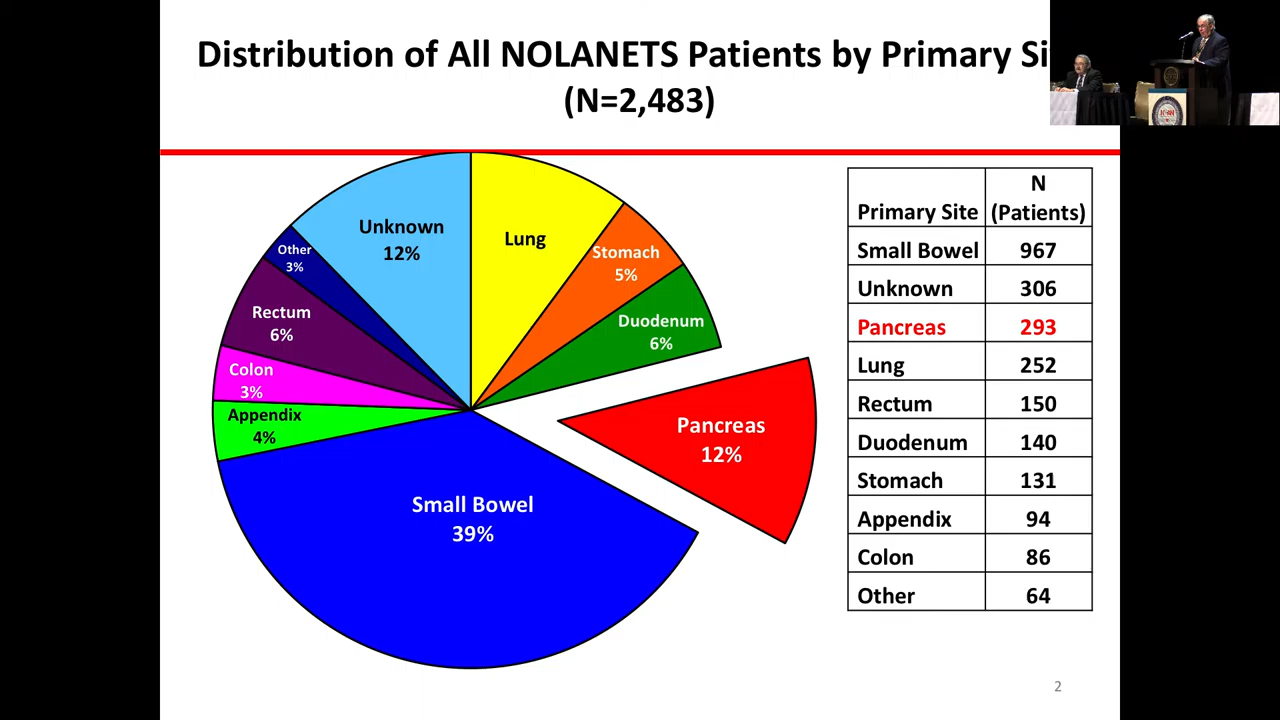 Distribution of All NOLANETS Patients by Primary Si
(N=2,483)
Unknown
12%
Lung
Stomach
5%
Duodenum
6%
Pancreas
12%
Small Bowel
39%
Appendix
4%
Colon
3%
Rectum
6%
Other
3%
Primary Site
N
(Patients)
Small Bowel 967
Unknown 306
Pancreas 293
Lung 252
Rectum 150
Duodenum 140
Stomach 131
Appendix 94
Colon 86
Other 64
2